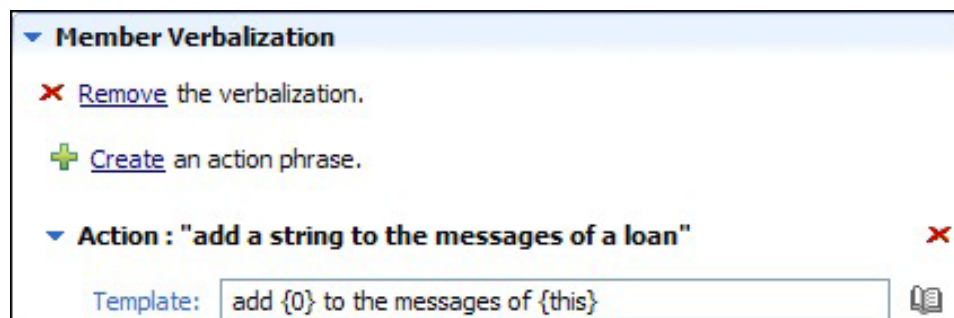 Member Verbalization
Remove the verbalization.
Create an action phrase.
Action : "add a string to the messages of a loan"
Template: add {0} to the messages of {this}